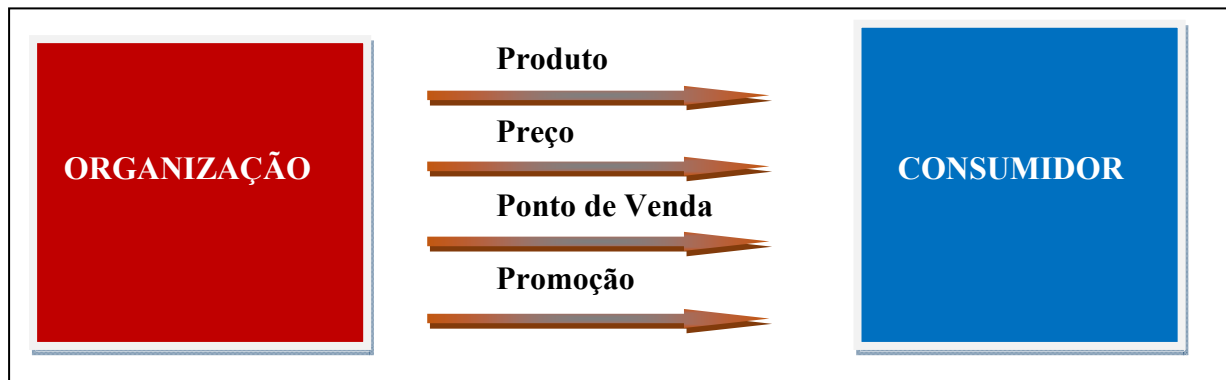 Produto
Preço
ORGANIZAÇÃO
CONSUMIDOR
Ponto de Venda
Promoção